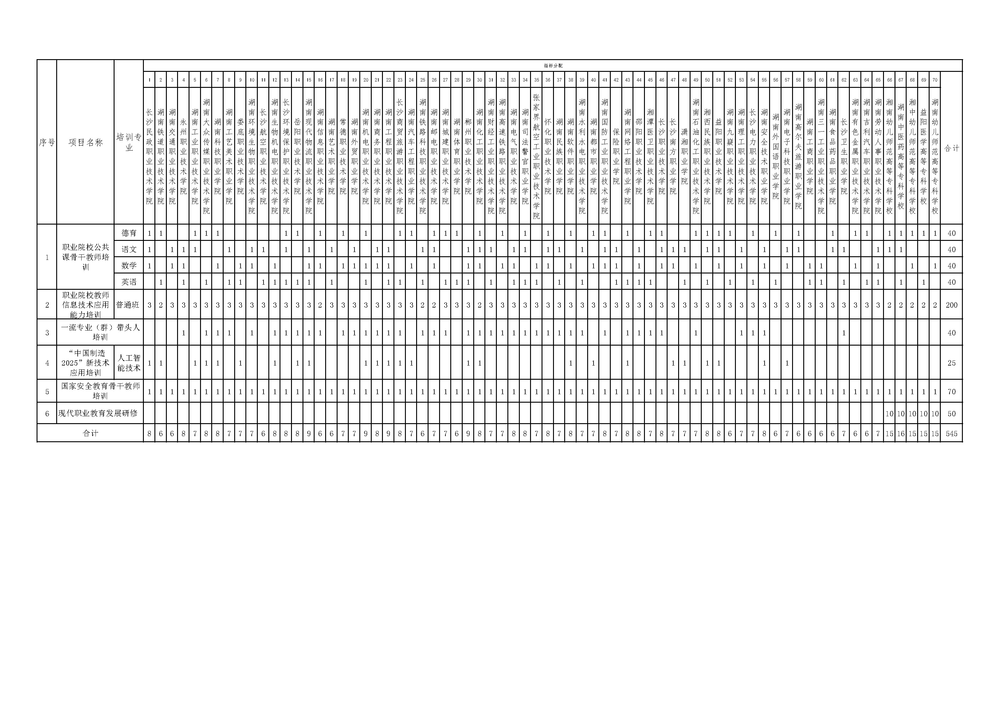 指标分配
序号 项目名称 培训专业 1 2 3 4 5 6 7 8 9 10 11 12 13 14 15 16 17 18 19 20 21 22 23 24 25 26 27 28 29 30 31 32 33 34 35 36 37 38 39 40 41 42 43 44 45 46 47 48 49 50 51 52 53 54 55 56 57 58 59 60 61 62 63 64 65 66 67 68 69 70 合计
长沙民政职业技术学院
湖南铁道职业技术学院
湖南交通职业技术学院
永州职业技术学院
湖南工业职业技术学院
湖南大众传媒职业技术学院
湖南科技职业学院
湖南工艺美术职业学院
娄底职业技术学院
湖南环境生物职业技术学院
长沙航空职业技术学院
湖南生物机电职业技术学院
长沙环境保护职业技术学院
岳阳职业技术学院
湖南现代物流职业技术学院
湖南信息职业技术学院
湖南艺术职业学院
常德职业技术学院
湖南外贸职业学院
湖南机电职业技术学院
湖南商务职业技术学院
湖南工程职业技术学院
长沙商贸旅游职业技术学院
湖南汽车工程职业学院
湖南铁路科技职业技术学院
湖南邮电职业技术学院
湖南城建职业技术学院
湖南体育职业学院
郴州职业技术学院
湖南化工职业技术学院
湖南财经工业职业技术学院
湖南高速铁路职业技术学院
湖南电气职业技术学院
湖南司法警官职业学院
张家界航空工业职业技术学院
怀化职业技术学院
湖南民族职业学院
湖南软件职业学院
湖南水利水电职业技术学院
湖南都市职业学院
湖南国防工业职业技术学院
保险职业学院
湖南网络工程职业学院
邵阳职业技术学院
湘潭医卫职业技术学院
长沙职业技术学院
长沙南方职业学院
潇湘职业学院
湖南石油化工职业技术学院
湘西民族职业技术学院
益阳职业技术学院
湖南九嶷职业技术学院
湖南理工职业技术学院
长沙电力职业技术学院
湖南安全技术职业学院
湖南外国语职业学院
湖南电子科技职业学院
湖南高尔夫旅游职业学院
湖南工商职业学院
湖南三一工业职业技术学院
湖南食品药品职业学院
长沙卫生职业学院
湖南有色金属职业技术学院
湖南吉利汽车职业技术学院
湖南劳动人事职业学院
湘南幼儿师范高等专科学校
湖南中医药高等专科学校
湘中幼儿师范高等专科学校
益阳医学高等专科学校
湖南幼儿师范高等专科学校
1 职业院校公共课骨干教师培训
德育 1 1 1 1 1 1 1 1 1 1 1 1 1 1 1 1 1 1 1 1 1 1 1 1 1 1 1 1 1 1 1 1 1 1 1 1 1 1 1 1 40
语文 1 1 1 1 1 1 1 1 1 1 1 1 1 1 1 1 1 1 1 1 1 1 1 1 1 1 1 1 1 1 1 1 1 1 1 1 1 1 1 1 40
数学 1 1 1 1 1 1 1 1 1 1 1 1 1 1 1 1 1 1 1 1 1 1 1 1 1 1 1 1 1 1 1 1 1 1 1 1 1 1 1 1 40
英语 1 1 1 1 1 1 1 1 1 1 1 1 1 1 1 1 1 1 1 1 1 1 1 1 1 1 1 1 1 1 1 1 1 1 1 1 1 1 1 1 40
2 职业院校教师信息技术应用能力培训 普通班 3 2 3 3 3 3 3 3 3 3 3 3 3 3 3 2 3 3 3 3 3 3 3 3 2 2 3 3 3 2 3 3 3 3 3 3 3 3 3 3 3 3 3 3 3 3 3 3 3 3 3 3 3 3 3 3 3 3 3 3 3 3 3 3 3 2 2 2 2 2 200
3 一流专业（群）带头人培训 1 1 1 1 1 1 1 1 1 1 1 1 1 1 1 1 1 1 1 1 1 1 1 1 1 1 1 1 1 1 1 1 1 1 1 1 1 1 1 1 40
4 “中国制造2025”新技术应用培训 人工智能技术 1 1 1 1 1 1 1 1 1 1 1 1 1 1 1 1 1 1 1 1 1 1 1 1 1 25
5 国家安全教育骨干教师培训 1 1 1 1 1 1 1 1 1 1 1 1 1 1 1 1 1 1 1 1 1 1 1 1 1 1 1 1 1 1 1 1 1 1 1 1 1 1 1 1 1 1 1 1 1 1 1 1 1 1 1 1 1 1 1 1 1 1 1 1 1 1 1 1 1 1 1 1 1 1 70
6 现代职业教育发展研修 10 10 10 10 10 50
合计 8 6 6 8 7 8 8 7 7 7 6 8 8 8 9 6 6 7 7 9 8 9 8 7 6 7 7 6 9 8 7 7 8 8 7 8 7 8 7 7 8 7 8 8 7 8 7 7 7 8 8 6 7 7 8 6 7 6 6 6 6 7 6 6 7 15 16 15 15 15 545